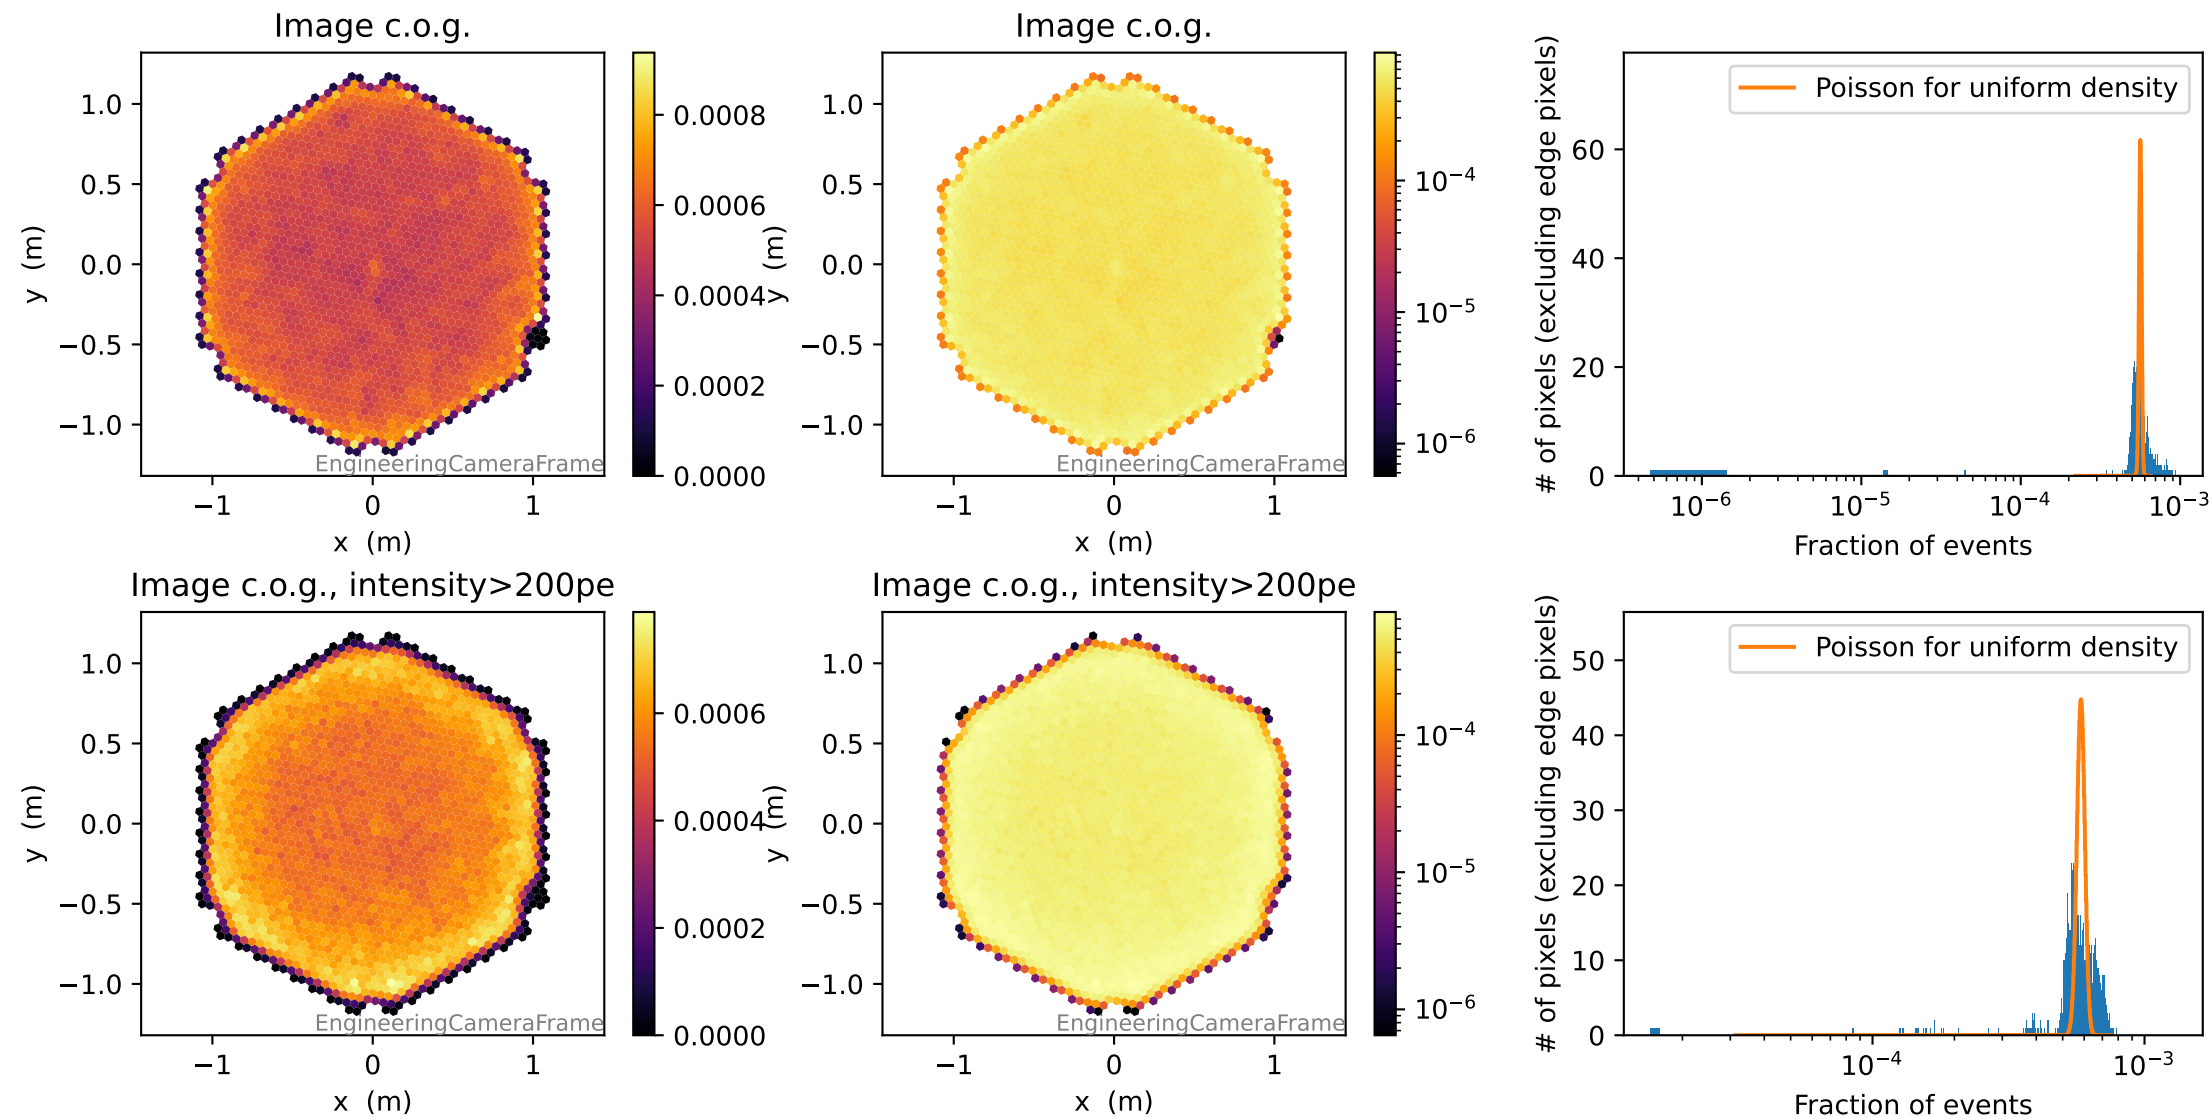 Image c.o.g.
1.0
0.5
0.0
−0.5
−1.0
y (m)
−1
0
1
x (m)
EngineeringCameraFrame
0.0008
0.0006
0.0004
0.0002
0.0000
Image c.o.g.
1.0
0.5
0.0
−0.5
−1.0
y (m)
−1
0
1
x (m)
EngineeringCameraFrame
10⁻⁴
10⁻⁵
10⁻⁶
# of pixels (excluding edge pixels)
60
40
20
0
Poisson for uniform density
10⁻⁶
10⁻⁵
10⁻⁴
10⁻³
Fraction of events
Image c.o.g., intensity>200pe
1.0
0.5
0.0
−0.5
−1.0
y (m)
−1
0
1
x (m)
EngineeringCameraFrame
0.0006
0.0004
0.0002
0.0000
Image c.o.g., intensity>200pe
1.0
0.5
0.0
−0.5
−1.0
y (m)
−1
0
1
x (m)
EngineeringCameraFrame
10⁻⁴
10⁻⁵
10⁻⁶
# of pixels (excluding edge pixels)
50
40
30
20
10
0
Poisson for uniform density
10⁻⁴
10⁻³
Fraction of events